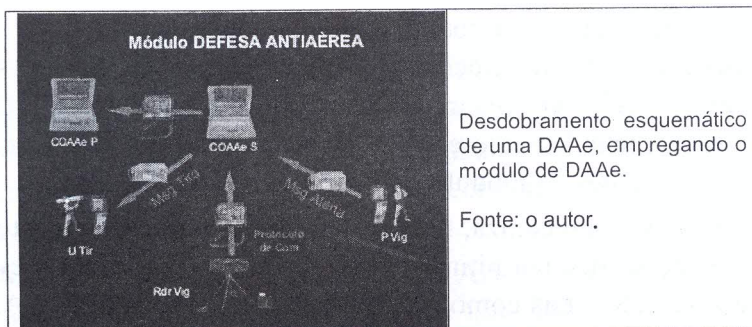 Módulo DEFESA ANTIAÈREA
COAAe P
COAAe S
Msg Tiro
Msg Alerta
U Tir
P Vig
Protocolo
de Com
Rdr Vig
Desdobramento esquemático
de uma DAAe, empregando o
módulo de DAAe.
Fonte: o autor.